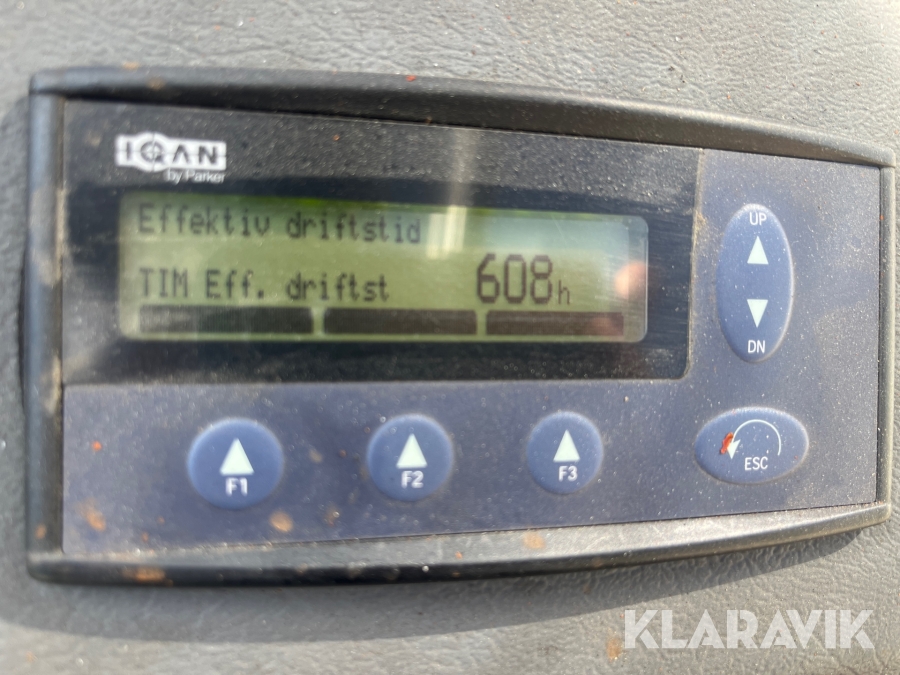 IQAN
by Parker
Effektiv driftstid
TIM Eff. driftst 608h
UP
DN
F1
F2
F3
ESC
KLARAVIK